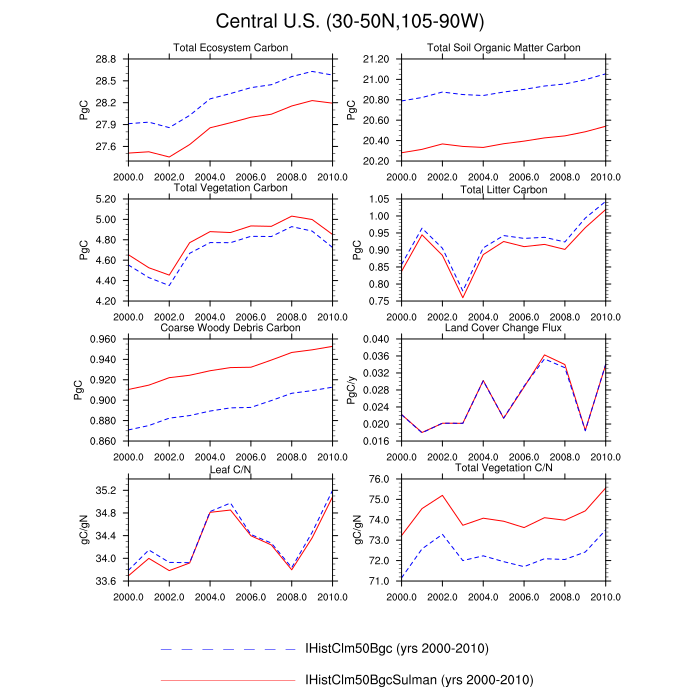 Central U.S. (30-50N,105-90W)
Total Ecosystem Carbon
Total Soil Organic Matter Carbon
28.8
28.5
28.2
27.9
27.6
PgC
2000.0 2002.0 2004.0 2006.0 2008.0 2010.0
21.20
21.00
20.80
20.60
20.40
20.20
PgC
2000.0 2002.0 2004.0 2006.0 2008.0 2010.0
Total Vegetation Carbon
Total Litter Carbon
5.20
5.00
4.80
4.60
4.40
4.20
PgC
2000.0 2002.0 2004.0 2006.0 2008.0 2010.0
1.05
1.00
0.95
0.90
0.85
0.80
0.75
PgC
2000.0 2002.0 2004.0 2006.0 2008.0 2010.0
Coarse Woody Debris Carbon
Land Cover Change Flux
0.960
0.940
0.920
0.900
0.880
0.860
PgC
2000.0 2002.0 2004.0 2006.0 2008.0 2010.0
0.040
0.036
0.032
0.028
0.024
0.020
0.016
PgC/y
2000.0 2002.0 2004.0 2006.0 2008.0 2010.0
Leaf C/N
Total Vegetation C/N
35.2
34.8
34.4
34.0
33.6
gC/gN
2000.0 2002.0 2004.0 2006.0 2008.0 2010.0
76.0
75.0
74.0
73.0
72.0
71.0
gC/gN
2000.0 2002.0 2004.0 2006.0 2008.0 2010.0
IHistClm50Bgc (yrs 2000-2010)
IHistClm50BgcSulman (yrs 2000-2010)